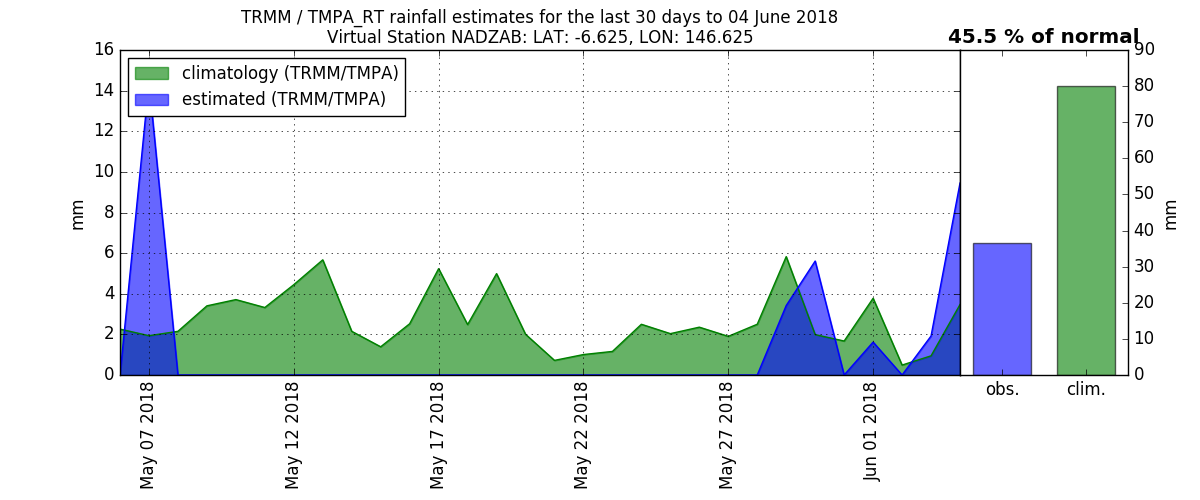 TRMM / TMPA_RT rainfall estimates for the last 30 days to 04 June 2018
Virtual Station NADZAB: LAT: -6.625, LON: 146.625
45.5 % of normal
climatology (TRMM/TMPA)
estimated (TRMM/TMPA)
mm
16
14
12
10
8
6
4
2
0
May 07 2018
May 12 2018
May 17 2018
May 22 2018
May 27 2018
Jun 01 2018
90
80
70
60
50
40
30
20
10
0
mm
obs.
clim.